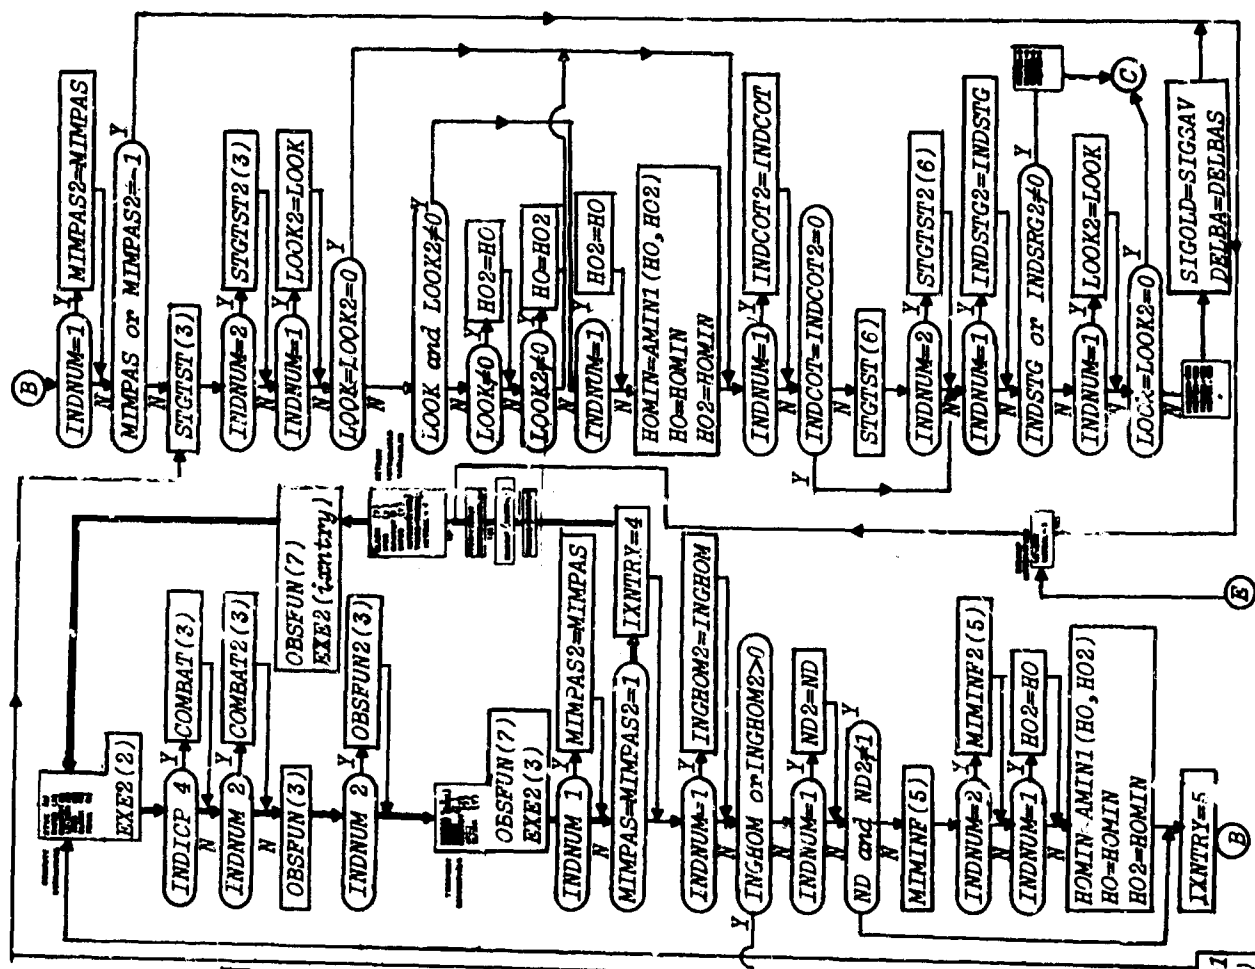 B
INDNUM=1
Y
MIMPAS2=MIMPAS
N
MIMPAS or MIMPAS2=-1
Y
N
STGTST(3)
INDNUM=2
Y
STGTST2(3)
N
INDNUM=1
Y
LOOK2=LOOK
N
LOOK=LOOK2=0
Y
N
LOOK and LOOK2≠0
Y
N
LOOK≠0
Y
HO2=HO
N
LOOK2≠0
Y
HO=HO2
N
INDNUM=1
Y
HO2=HO
N
HOMIN=AMIN1(HO,HO2)
HO=HOMIN
HO2=HOMIN
INDNUM=1
Y
INDCOT2=INDCOT
N
INDCOT=INDCOT2=0
Y
N
STGTST(6)
INDNUM=2
Y
STGTST2(6)
N
INDNUM=1
Y
INDSTG2=INDSTG
N
INDSTG or INDSRG2≠0
Y
N
INDNUM=1
Y
LOOK2=LOOK
N
LOOK=LOOK2=0
Y
N
C
SIGOLD=SIGSAV
DELBA=DELBAS
EXE2(2)
INDICP 4
Y
COMBAT(3)
N
INDNUM 2
Y
COMBAT2(3)
N
OBSFUN(3)
INDNUM 2
Y
OBSFUN2(3)
N
OBSFUN(7)
EXE2(3)
OBSFUN(7)
EXE2(ixntry)
INDNUM 1
Y
MIMPAS2=MIMPAS
N
MIMPAS=MIMPAS2=1
Y
IXNTRY=4
N
INDNUM=1
Y
INGHOM2=INGHOM
N
INGHOM or INGHOM2>0
Y
N
INDNUM=1
Y
ND2=ND
N
ND and ND2≠1
Y
N
MIMINF(5)
INDNUM=2
Y
MIMINF2(5)
N
INDNUM=1
Y
HO2=HO
N
HOMIN AMIN1(HO,HO2)
HO=HOMIN
HO2=HOMIN
IXNTRY=5
B
E
1